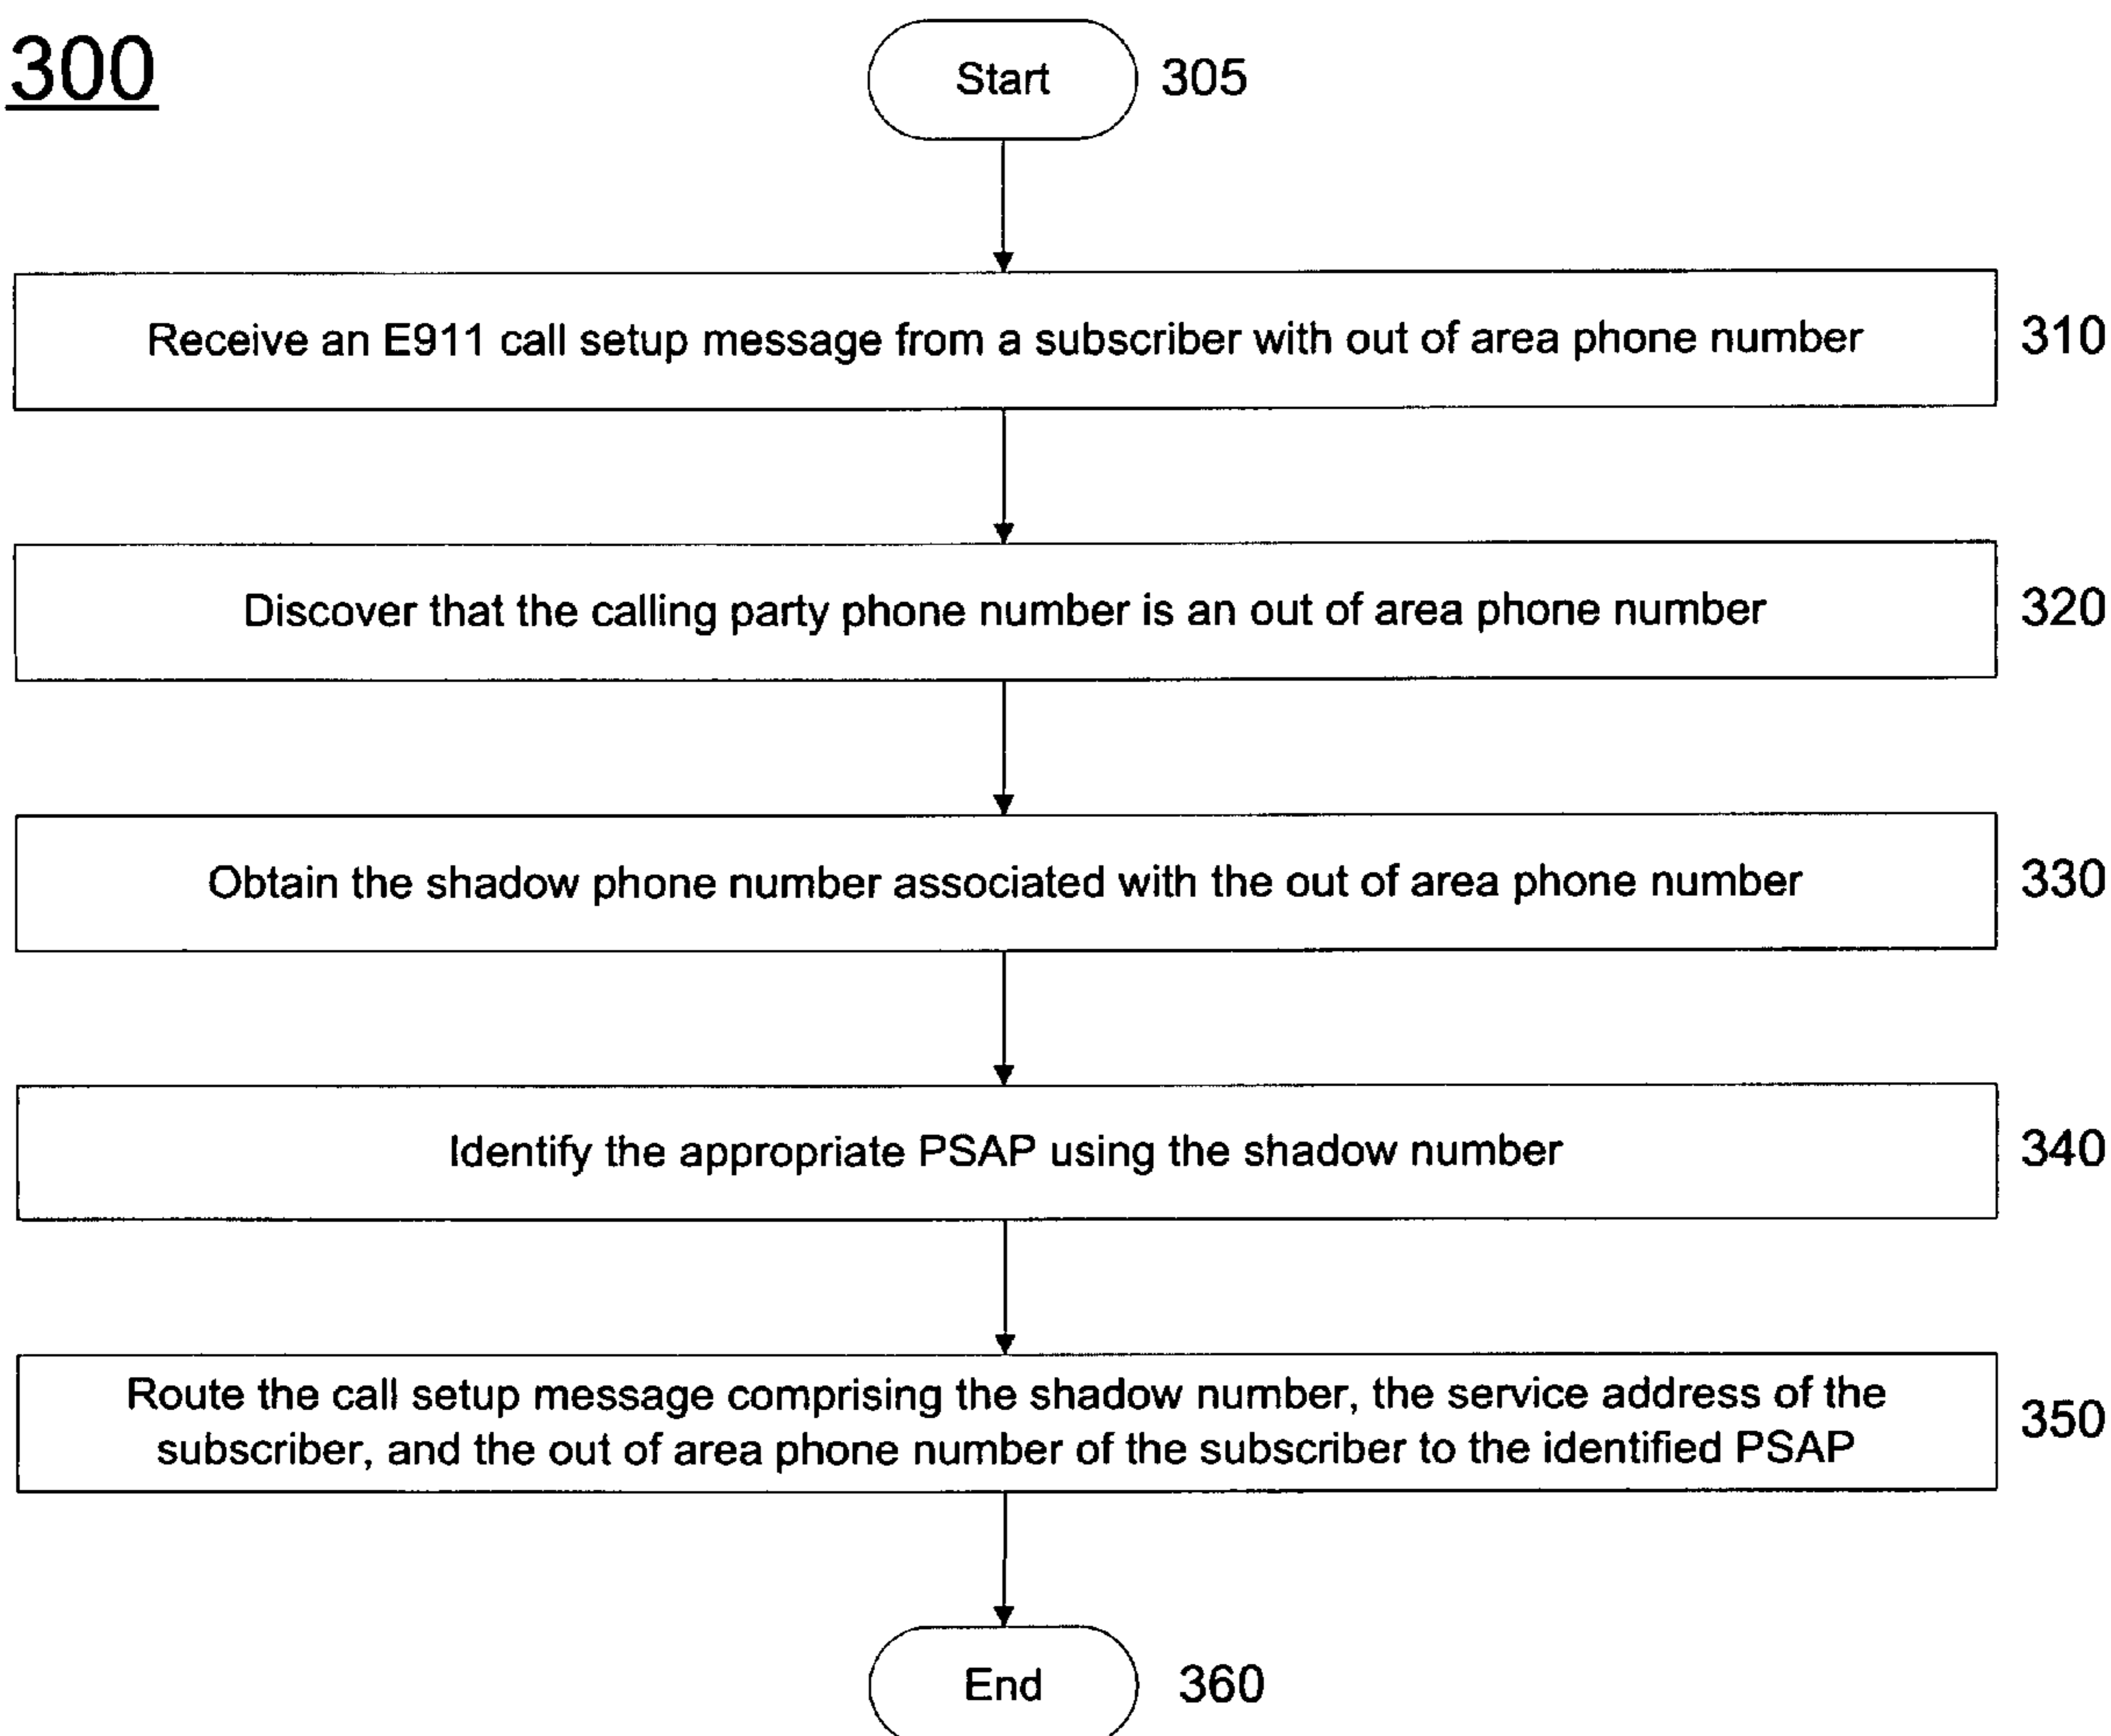 300
Start 305
Receive an E911 call setup message from a subscriber with out of area phone number 310
Discover that the calling party phone number is an out of area phone number 320
Obtain the shadow phone number associated with the out of area phone number 330
Identify the appropriate PSAP using the shadow number 340
Route the call setup message comprising the shadow number, the service address of the
subscriber, and the out of area phone number of the subscriber to the identified PSAP 350
End 360